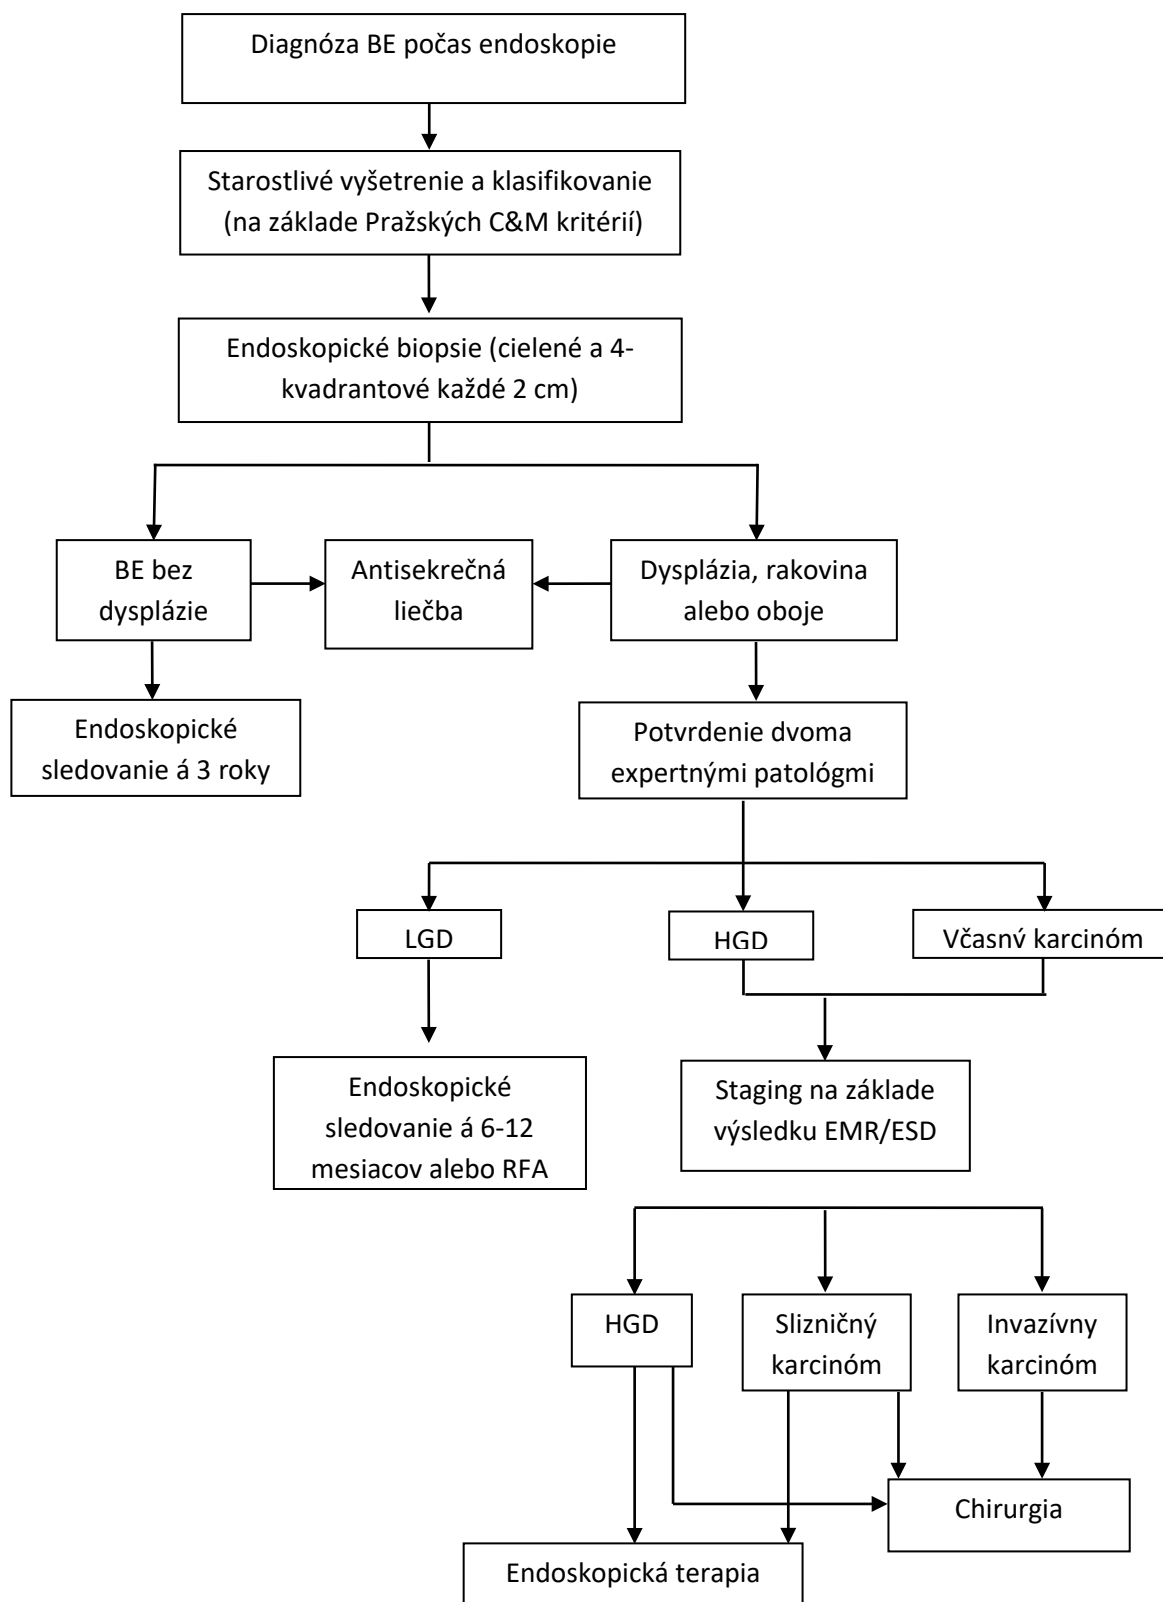 Diagnóza BE počas endoskopie
Starostlivé vyšetrenie a klasifikovanie
(na základe Pražských C&M kritérií)
Endoskopické biopsie (cielené a 4-
kvadrantové každé 2 cm)
BE bez
dysplázie
Antisekrečná
liečba
Dysplázia, rakovina
alebo oboje
Endoskopické
sledovanie á 3 roky
Potvrdenie dvoma
expertnými patológmi
LGD
HGD
Včasný karcinóm
Endoskopické
sledovanie á 6-12
mesiacov alebo RFA
Staging na základe
výsledku EMR/ESD
HGD
Slizničný
karcinóm
Invazívny
karcinóm
Chirurgia
Endoskopická terapia